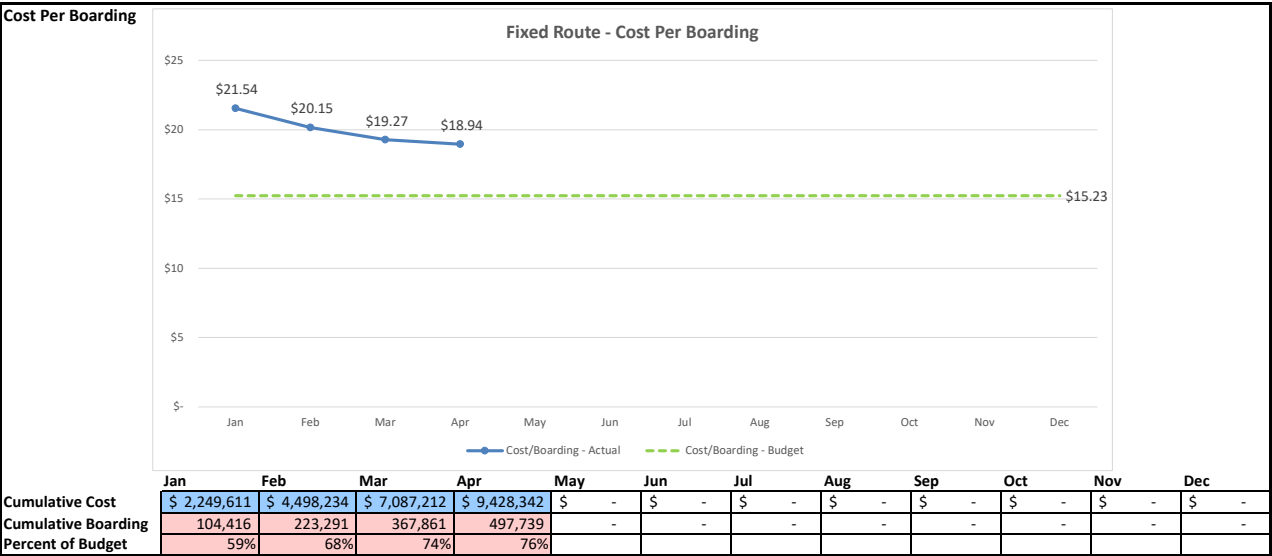 Cost Per Boarding
Fixed Route - Cost Per Boarding
$25
$21.54
$20.15
$19.27
$18.94
$20
$15
$15.23
$10
$5
$-
Jan Feb Mar Apr May Jun Jul Aug Sep Oct Nov Dec
Cost/Boarding - Actual Cost/Boarding - Budget
Jan Feb Mar Apr May Jun Jul Aug Sep Oct Nov Dec
Cumulative Cost $ 2,249,611 $ 4,498,234 $ 7,087,212 $ 9,428,342 $ - $ - $ - $ - $ - $ - $ - $ -
Cumulative Boarding 104,416 223,291 367,861 497,739 - - - - - - - -
Percent of Budget 59% 68% 74% 76%